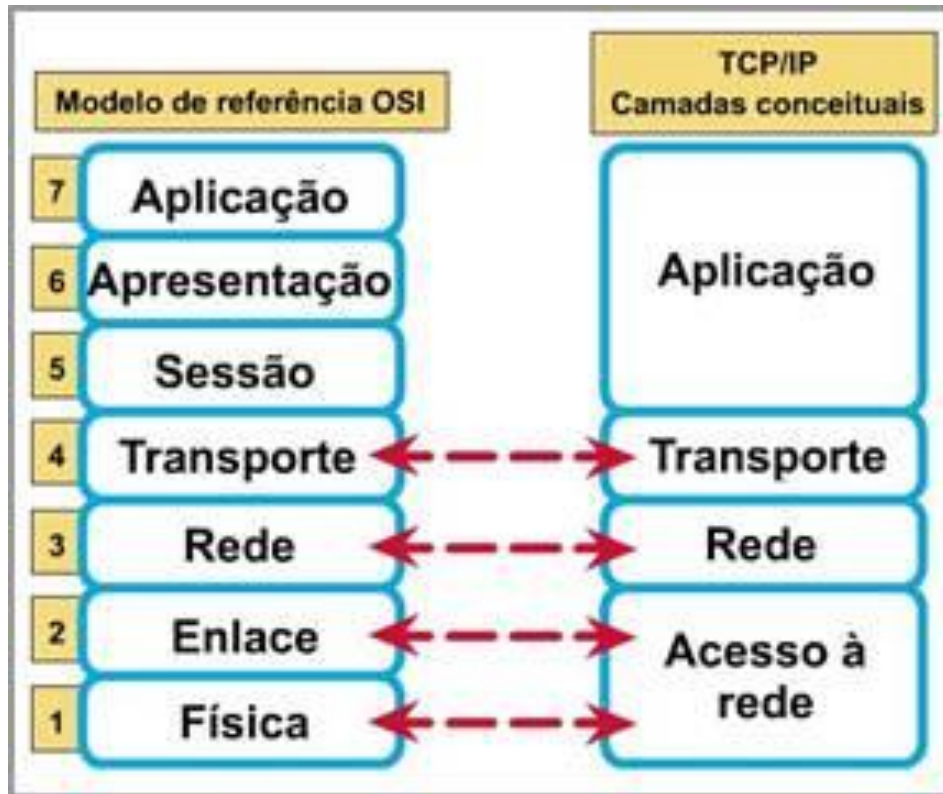 Modelo de referência OSI
TCP/IP
Camadas conceituais
7
Aplicação
6
Apresentação
5
Sessão
4
Transporte
3
Rede
2
Enlace
1
Física
Aplicação
Transporte
Rede
Acesso à
rede